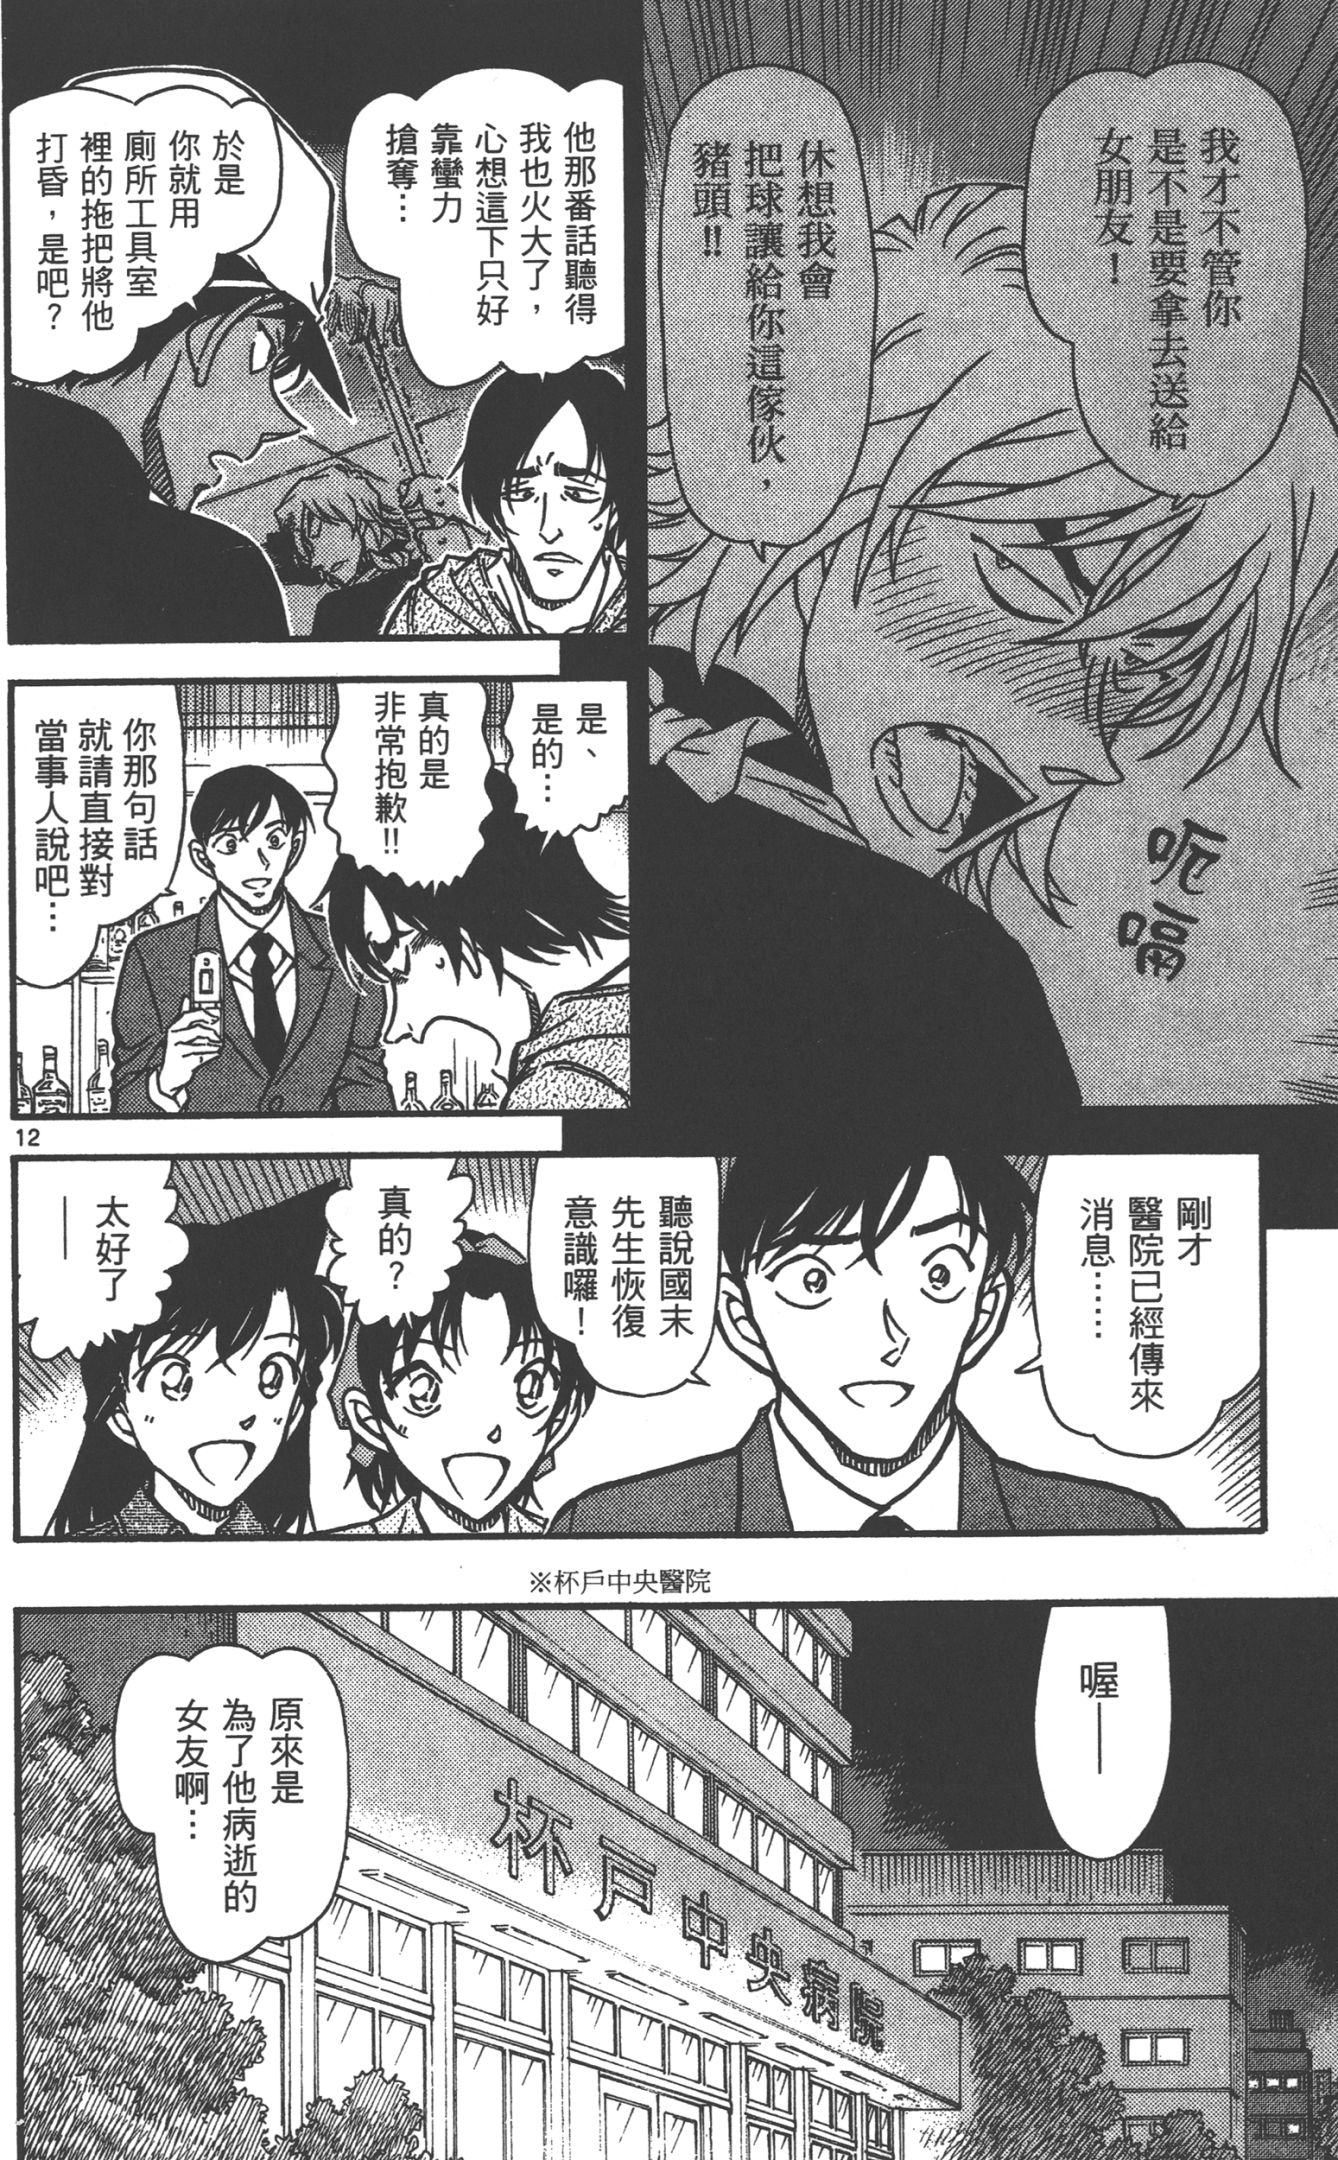 我才不管你
是不是要拿去送給
女朋友！
休想我會
把球讓給你這傢伙，
豬頭!!
呃嗝
他那番話聽得
我也火大了，
心想這下只好
靠蠻力
搶奪…
於是
你就用
廁所工具室
裡的拖把將他
打昏，是吧？
是、
是的…
真的是
非常抱歉!!
你那句話
就請直接對
當事人說吧…
12
剛才
醫院已經傳來
消息……
聽說國末
先生恢復
意識囉！
真的？
太好了
——
※杯戶中央醫院
喔——
杯戶中央病院
原來是
為了他病逝的
女友啊…